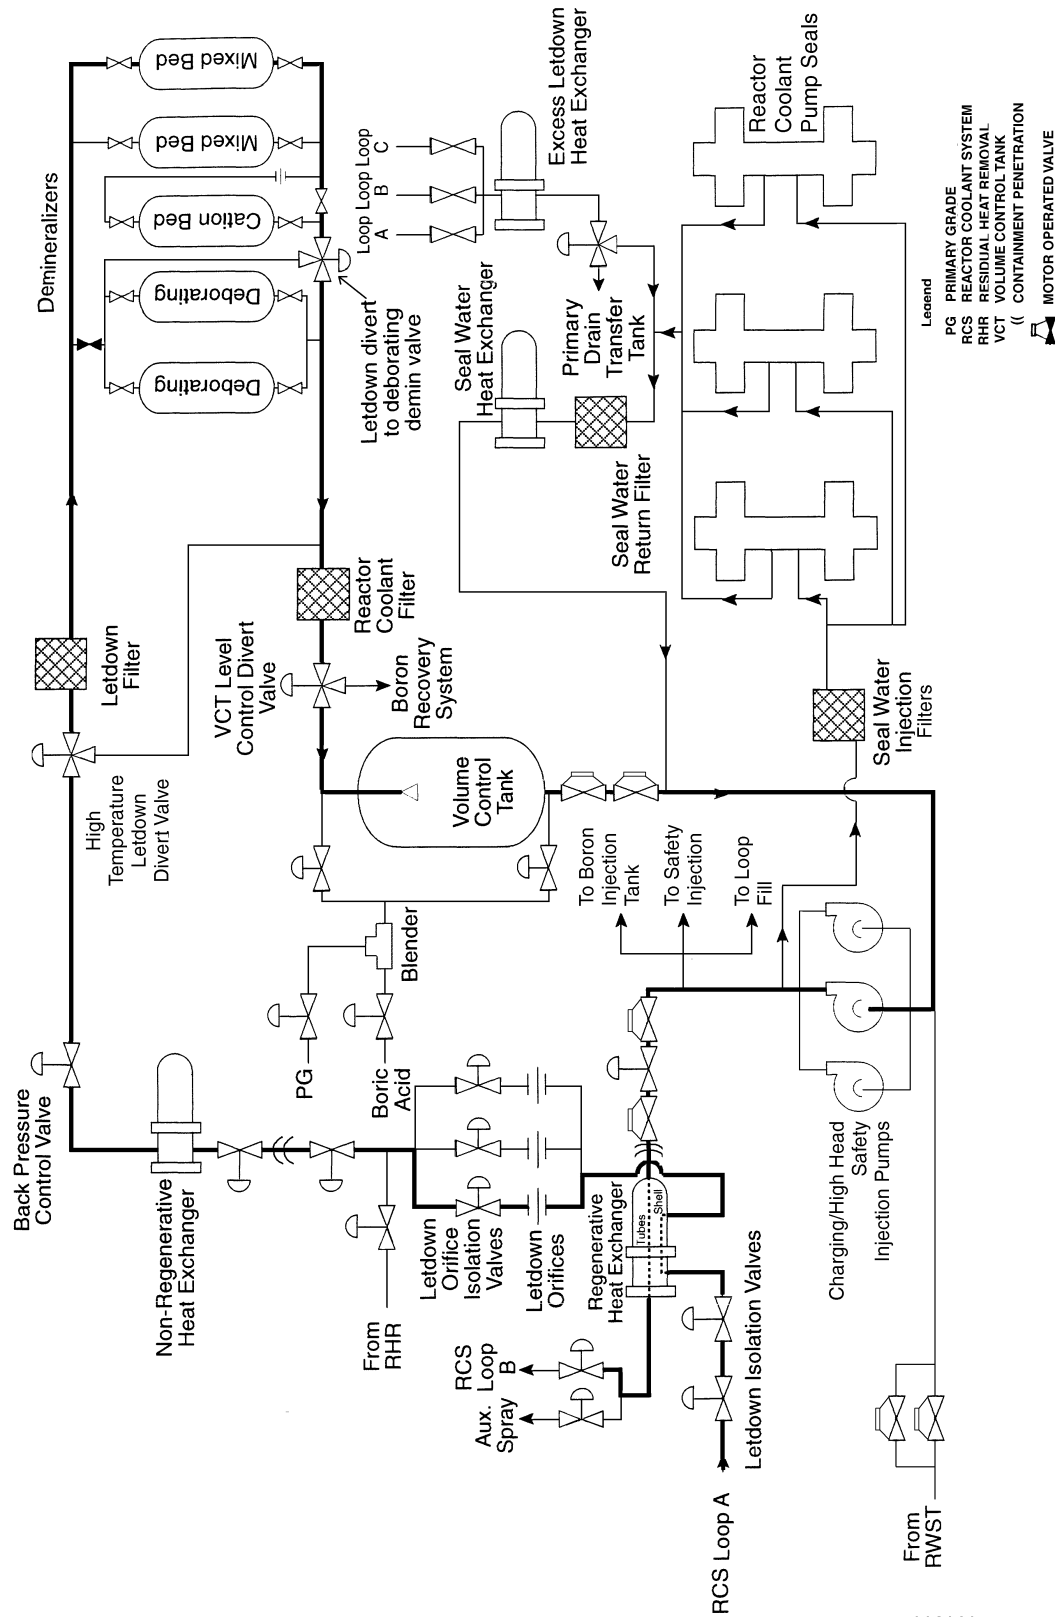 Demineralizers
Mixed Bed
Mixed Bed
Cation Bed
Deborating
Deborating
Letdown divert
to deborating
demin valve
Loop
A
Loop
B
Loop
C
Excess Letdown
Heat Exchanger
Primary
Drain
Transfer
Tank
Seal Water
Heat Exchanger
Seal Water
Return Filter
Reactor
Coolant
Pump Seals
Letdown
Filter
High
Temperature
Letdown
Divert Valve
Reactor
Coolant
Filter
VCT Level
Control Divert
Valve
Boron
Recovery
System
Volume
Control
Tank
Seal Water
Injection
Filters
Back Pressure
Control Valve
Non-Regenerative
Heat Exchanger
PG
Boric
Acid
Blender
To Boron
Injection
Tank
To Safety
Injection
To Loop
Fill
From
RHR
Letdown
Orifice
Isolation
Valves
Letdown
Orifices
Regenerative
Heat Exchanger
Tubes
Shell
Charging/High Head
Safety
Injection Pumps
RCS
Loop
B
Aux.
Spray
Letdown Isolation Valves
RCS Loop A
From
RWST
Legend
PG PRIMARY GRADE
RCS REACTOR COOLANT SYSTEM
RHR RESIDUAL HEAT REMOVAL
VCT VOLUME CONTROL TANK
(( CONTAINMENT PENETRATION
MOTOR OPERATED VALVE